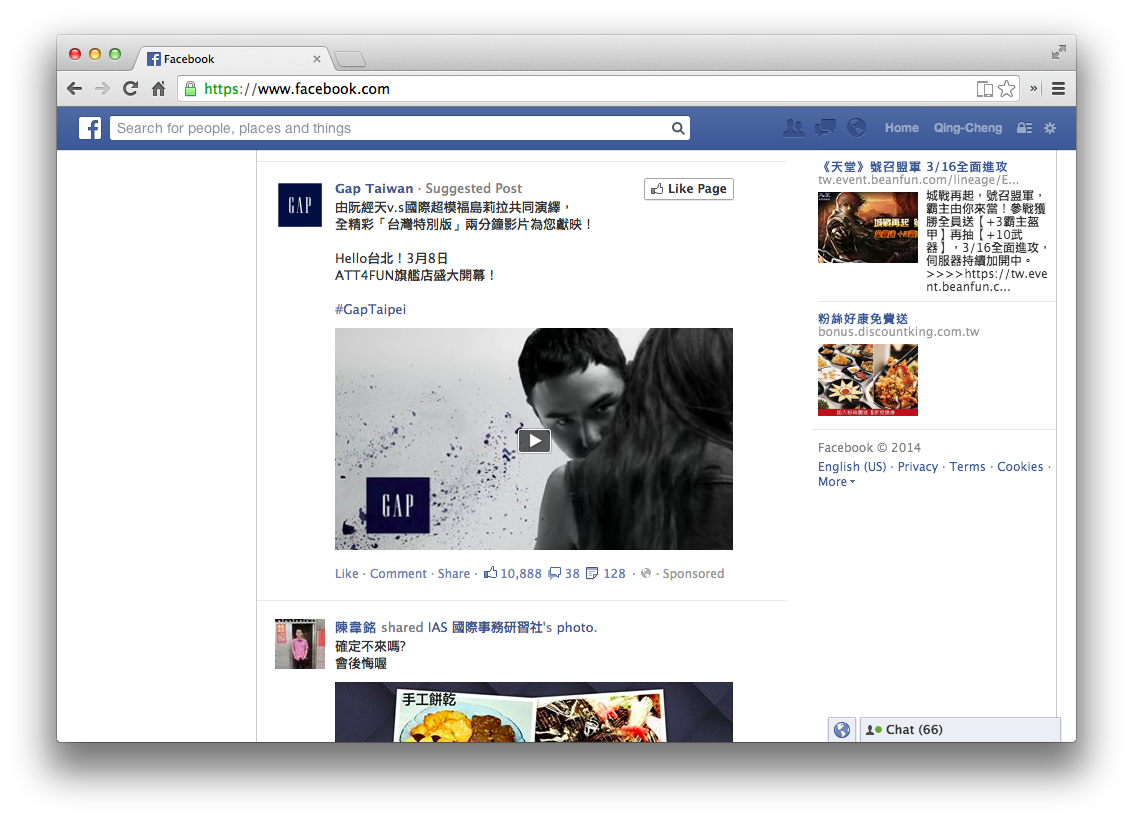 Facebook
https://www.facebook.com
Search for people, places and things
Home
Qing-Cheng
GAP
Gap Taiwan · Suggested Post
Like Page
由阮經天v.s國際超模福島莉拉共同演繹，
全精彩「台灣特別版」兩分鐘影片為您獻映！
Hello台北！3月8日
ATT4FUN旗艦店盛大開幕！
#GapTaipei
GAP
Like · Comment · Share · 10,888 38 128 · Sponsored
陳韋銘 shared IAS 國際事務研習社's photo.
確定不來嗎?
會後悔喔
手工餅乾
《天堂》號召盟軍 3/16全面進攻
tw.event.beanfun.com/lineage/E...
城戰再起
城戰再起，號召盟軍，
霸主由你來當！參戰獲
勝全員送【+3霸主盔
甲】再抽【+10武
器】，3/16全面進攻，
伺服器持續加開中。
>>>>https://tw.eve
nt.beanfun.c...
粉絲好康免費送
bonus.discountking.com.tw
Facebook © 2014
English (US) · Privacy · Terms · Cookies ·
More
Chat (66)